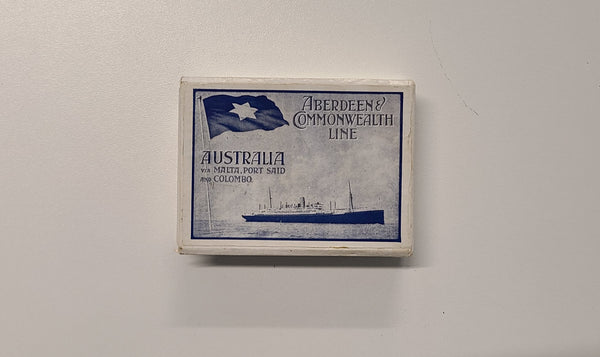 ABERDEEN &
COMMONWEALTH
LINE
AUSTRALIA
VIA MALTA, PORT SAID
AND COLOMBO.